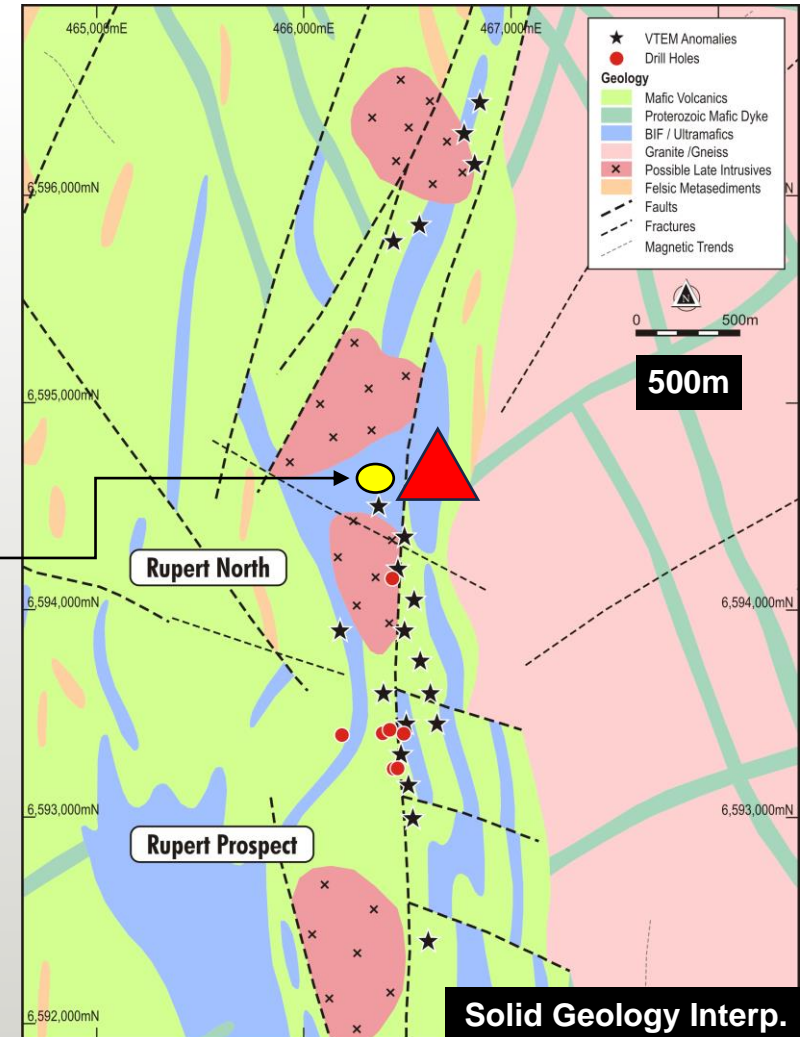 465,000mE
466,000mE
467,000mE
VTEM Anomalies
Drill Holes
Geology
Mafic Volcanics
Proterozoic Mafic Dyke
BIF / Ultramafics
Granite /Gneiss
Possible Late Intrusives
Felsic Metasediments
Faults
Fractures
Magnetic Trends
6,596,000mN
N
N
0 500m
500m
6,595,000mN
Rupert North
6,594,000mN
6,594,000mN
6,593,000mN
6,593,000mN
Rupert Prospect
6,592,000mN
Solid Geology Interp.